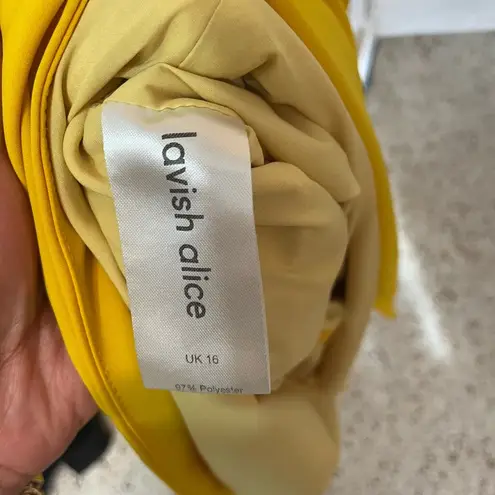 lavish alice
UK 16
97% Polyester